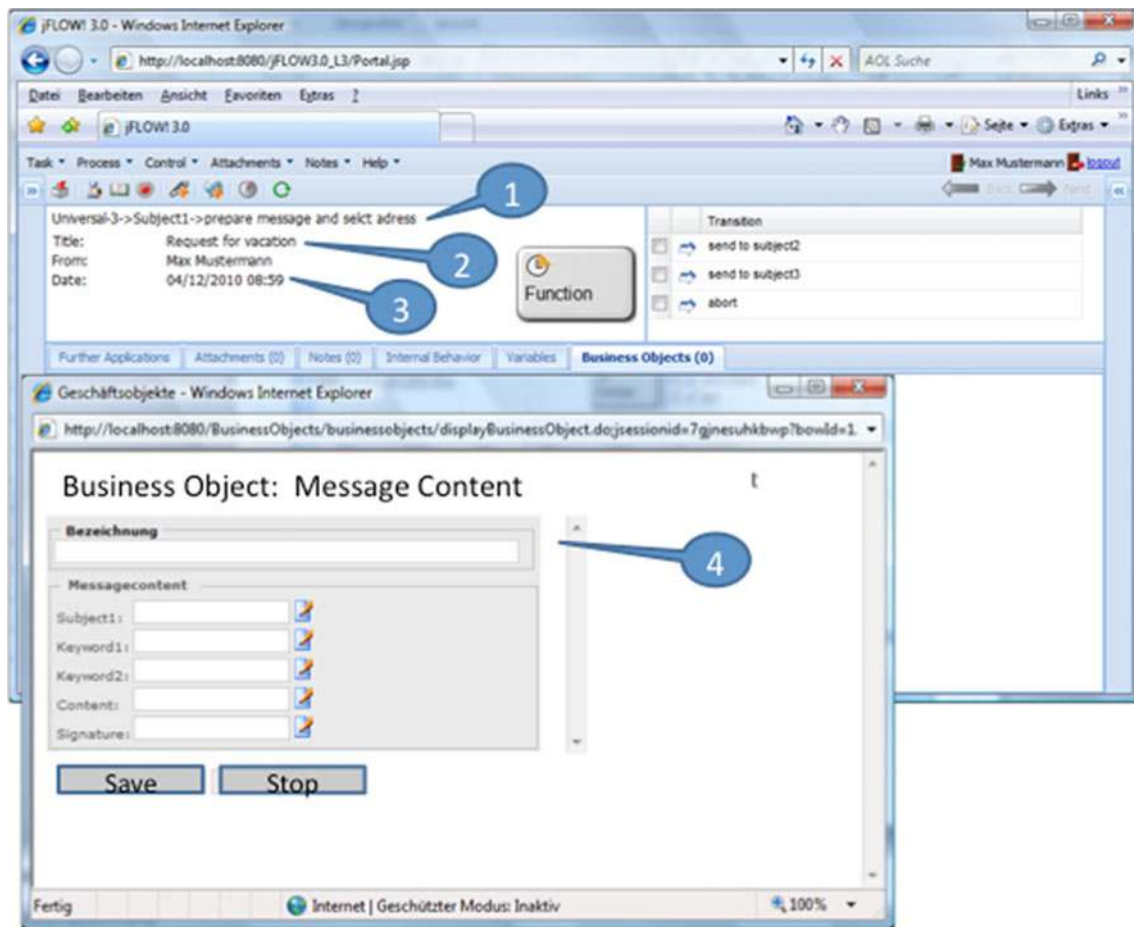 jFLOW! 3.0 - Windows Internet Explorer
http://localhost:8080/jFLOW3.0_L3/Portal.jsp
AOL Suche
Datei Bearbeiten Ansicht Favoriten Extras ?
Links
jFLOW! 3.0
Seite Extras
Task Process Control Attachments Notes Help
Max Mustermann logout
Back Next
1
Universal-3->Subject1->prepare message and selct adress
Title: Request for vacation
From: Max Mustermann
Date: 04/12/2010 08:59
2
3
Function
Transition
send to subject2
send to subject3
abort
Further Applications Attachments (0) Notes (0) Internal Behavior Variables Business Objects (0)
Geschäftsobjekte - Windows Internet Explorer
http://localhost:8080/BusinessObjects/businessobjects/displayBusinessObject.do;jsessionid=7gjnesuhkbwp?bowId=1.
Business Object: Message Content
t
Bezeichnung
4
Messagecontent
Subject1:
Keyword1:
Keyword2:
Content:
Signature:
Save Stop
Fertig
Internet | Geschützter Modus: Inaktiv
100%